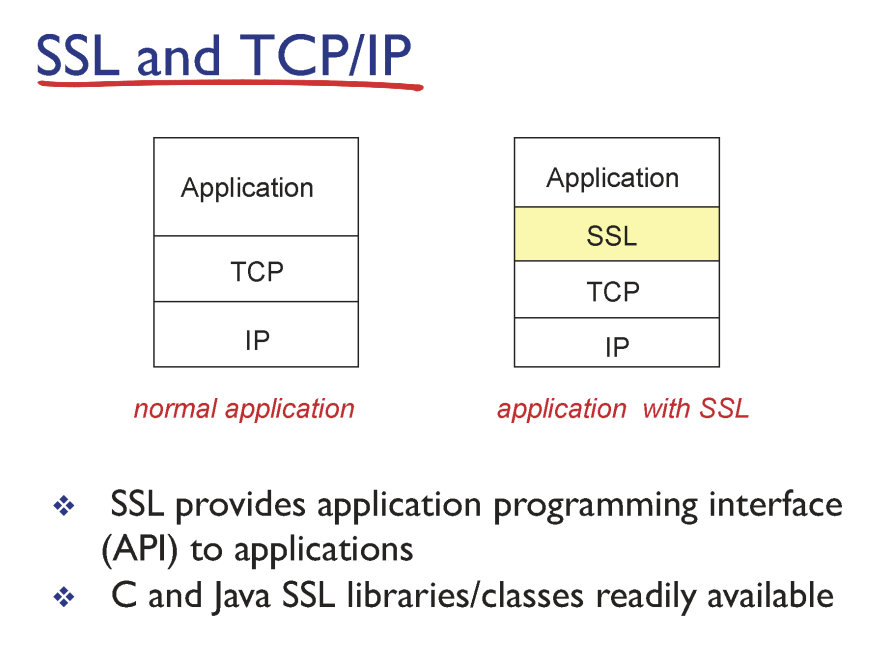 SSL and TCP/IP
Application
TCP
IP
normal application
Application
SSL
TCP
IP
application with SSL
❖ SSL provides application programming interface
(API) to applications
❖ C and Java SSL libraries/classes readily available